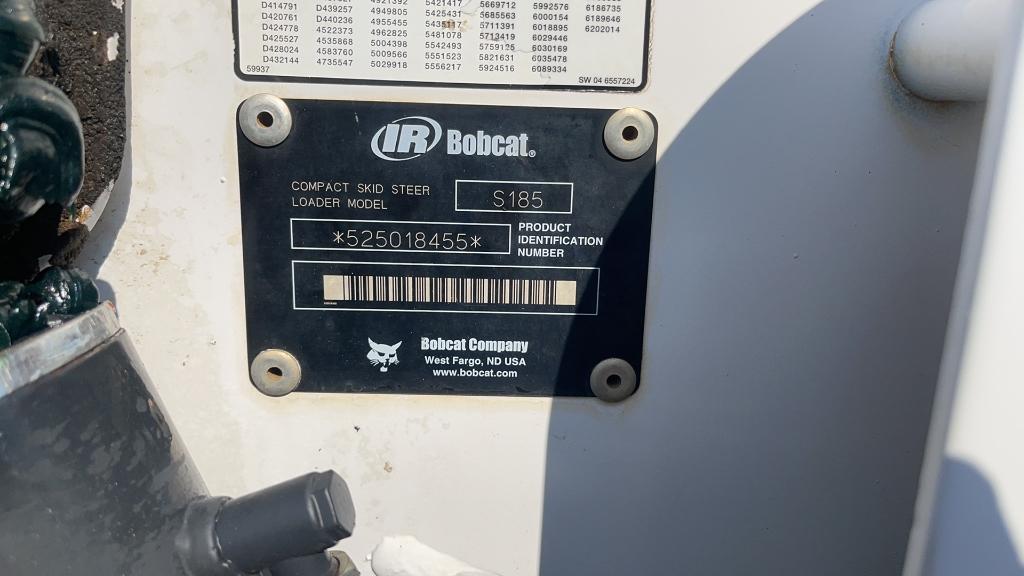 D414791 D439257 4921392 5421417 5669712 5992576 6186735
D420761 D440236 4949805 5425431 5685563 6000154 6189646
D424778 4522373 4955455 5435117 5711391 6018895 6202014
D425527 4535868 4962825 5481078 5713419 6029446
D428024 4583760 5004398 5542493 5759125 6030169
D432144 4735547 5009566 5551523 5821631 6035478
5029918 5556217 5924516 6089334
59937 SW 04 6557224
IR Bobcat®
COMPACT SKID STEER
LOADER MODEL S185
*525018455* PRODUCT
IDENTIFICATION
NUMBER
Bobcat Company
West Fargo, ND USA
www.bobcat.com